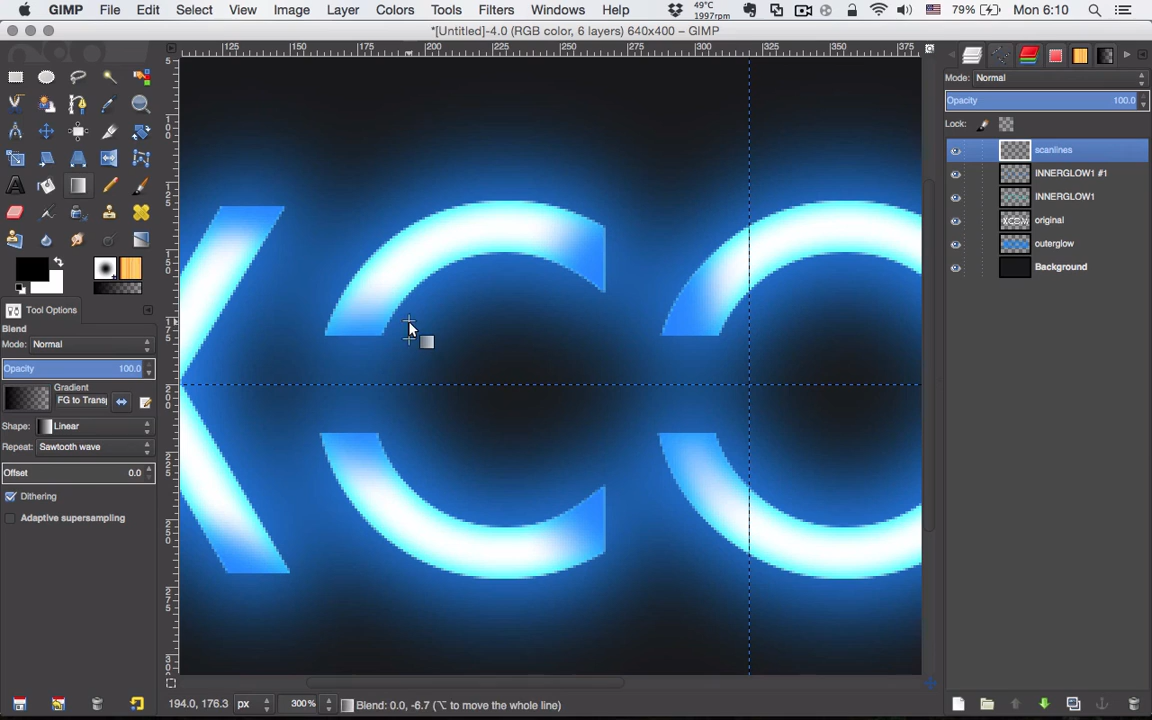 GIMP File Edit Select View Image Layer Colors Tools Filters Windows Help 49°C 1997rpm 79% Mon 6:10
*[Untitled]-4.0 (RGB color, 6 layers) 640x400 – GIMP
125 150 175 200 225 250 275 300 325 350 375
Mode: Normal
Opacity 100.0
Lock:
scanlines
INNERGLOW1 #1
INNERGLOW1
original
outerglow
Background
Tool Options
Blend
Mode: Normal
Opacity 100.0
Gradient
FG to Transp
Shape: Linear
Repeat: Sawtooth wave
Offset 0.0
Dithering
Adaptive supersampling
194.0, 176.3 px 300% Blend: 0.0, -6.7 (⌥ to move the whole line)